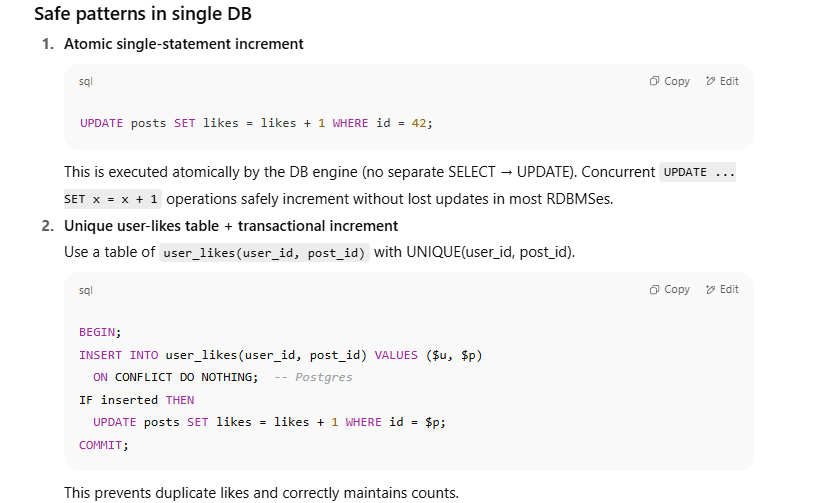 Safe patterns in single DB
1. Atomic single-statement increment
sql Copy Edit
UPDATE posts SET likes = likes + 1 WHERE id = 42;
This is executed atomically by the DB engine (no separate SELECT → UPDATE). Concurrent UPDATE ...
SET x = x + 1 operations safely increment without lost updates in most RDBMSes.
2. Unique user-likes table + transactional increment
Use a table of user_likes(user_id, post_id) with UNIQUE(user_id, post_id).
sql Copy Edit
BEGIN;
INSERT INTO user_likes(user_id, post_id) VALUES ($u, $p)
  ON CONFLICT DO NOTHING;  -- Postgres
IF inserted THEN
  UPDATE posts SET likes = likes + 1 WHERE id = $p;
COMMIT;
This prevents duplicate likes and correctly maintains counts.